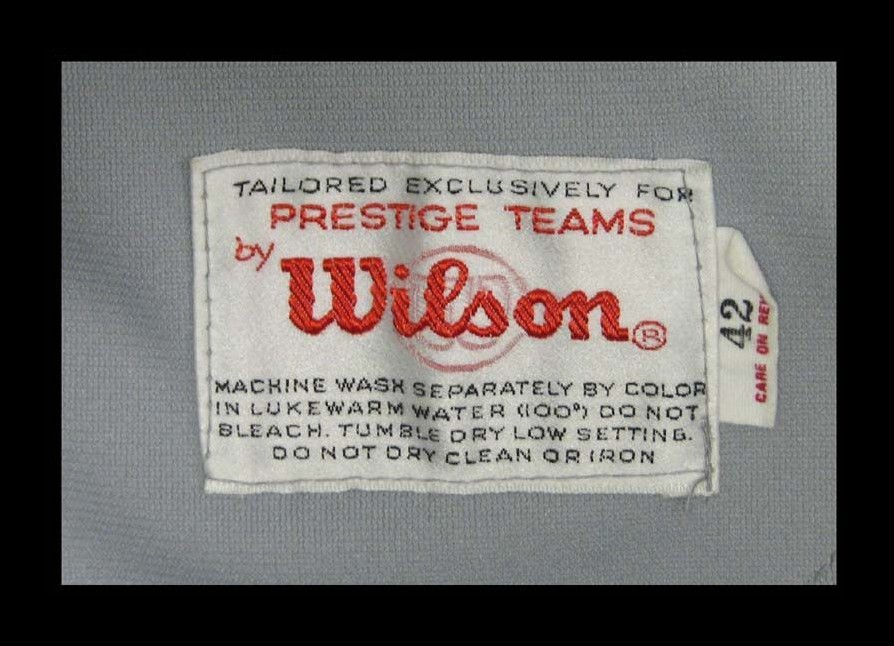 TAILORED EXCLUSIVELY FOR
PRESTIGE TEAMS
by
Wilson®
MACHINE WASH SEPARATELY BY COLOR
IN LUKEWARM WATER (100°) DO NOT
BLEACH. TUMBLE DRY LOW SETTING.
DO NOT DRY CLEAN OR IRON
42
CARE ON REV